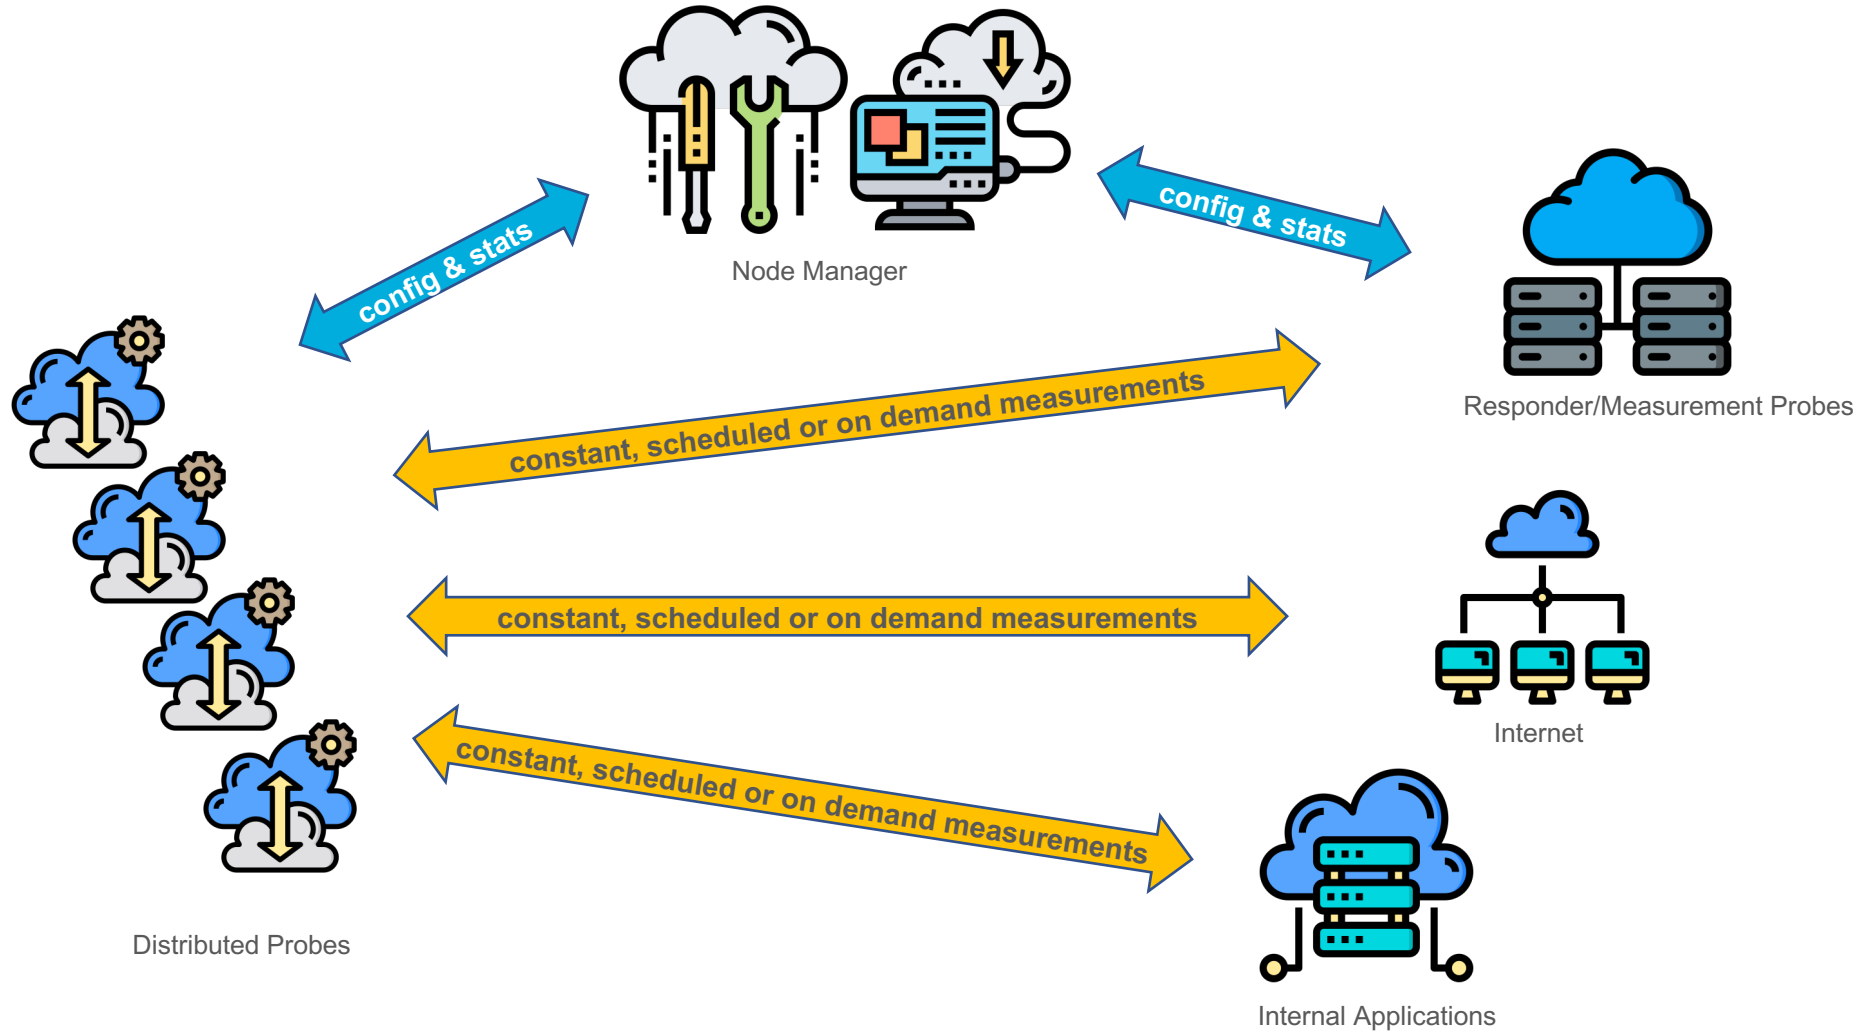 config & stats
config & stats
Node Manager
constant, scheduled or on demand measurements
Responder/Measurement Probes
constant, scheduled or on demand measurements
Internet
constant, scheduled or on demand measurements
Distributed Probes
Internal Applications